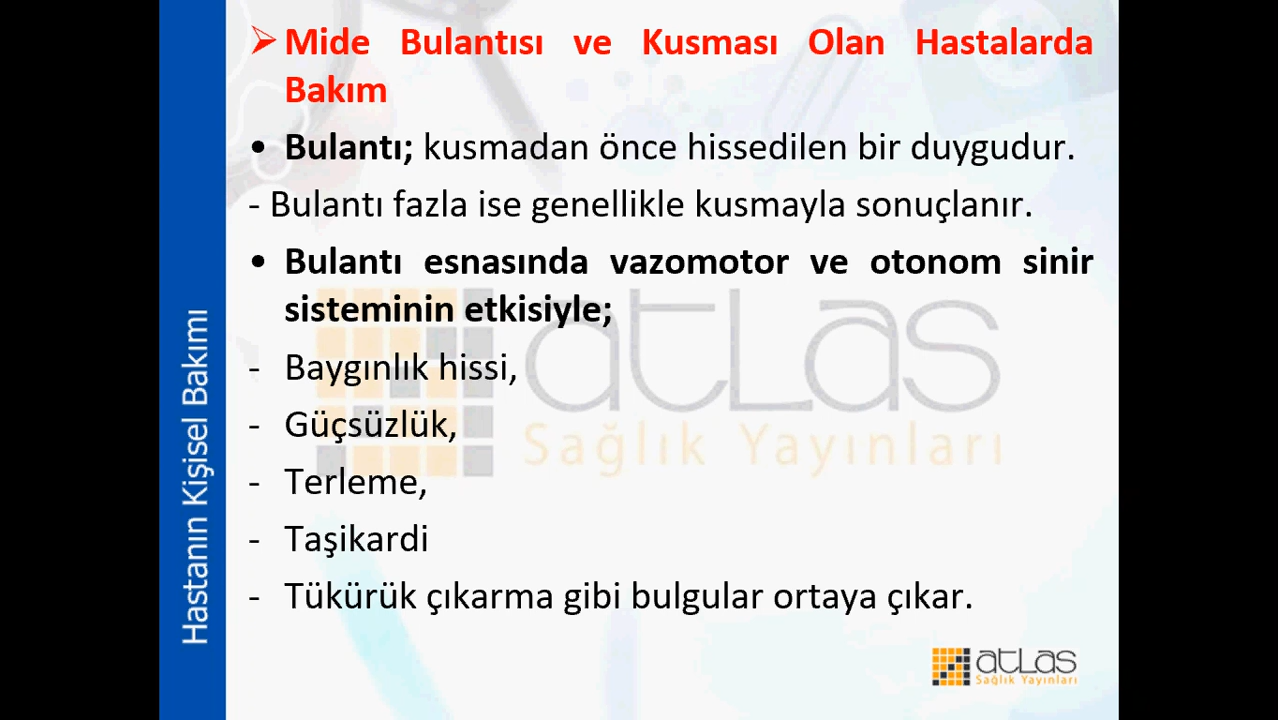 ➢ Mide Bulantısı ve Kusması Olan Hastalarda
Bakım
• Bulantı; kusmadan önce hissedilen bir duygudur.
- Bulantı fazla ise genellikle kusmayla sonuçlanır.
• Bulantı esnasında vazomotor ve otonom sinir
sisteminin etkisiyle;
- Baygınlık hissi,
- Güçsüzlük,
- Terleme,
- Taşikardi
- Tükürük çıkarma gibi bulgular ortaya çıkar.
Hastanın Kişisel Bakımı
atLas
Sağlık Yayınları
atLas
Sağlık Yayınları